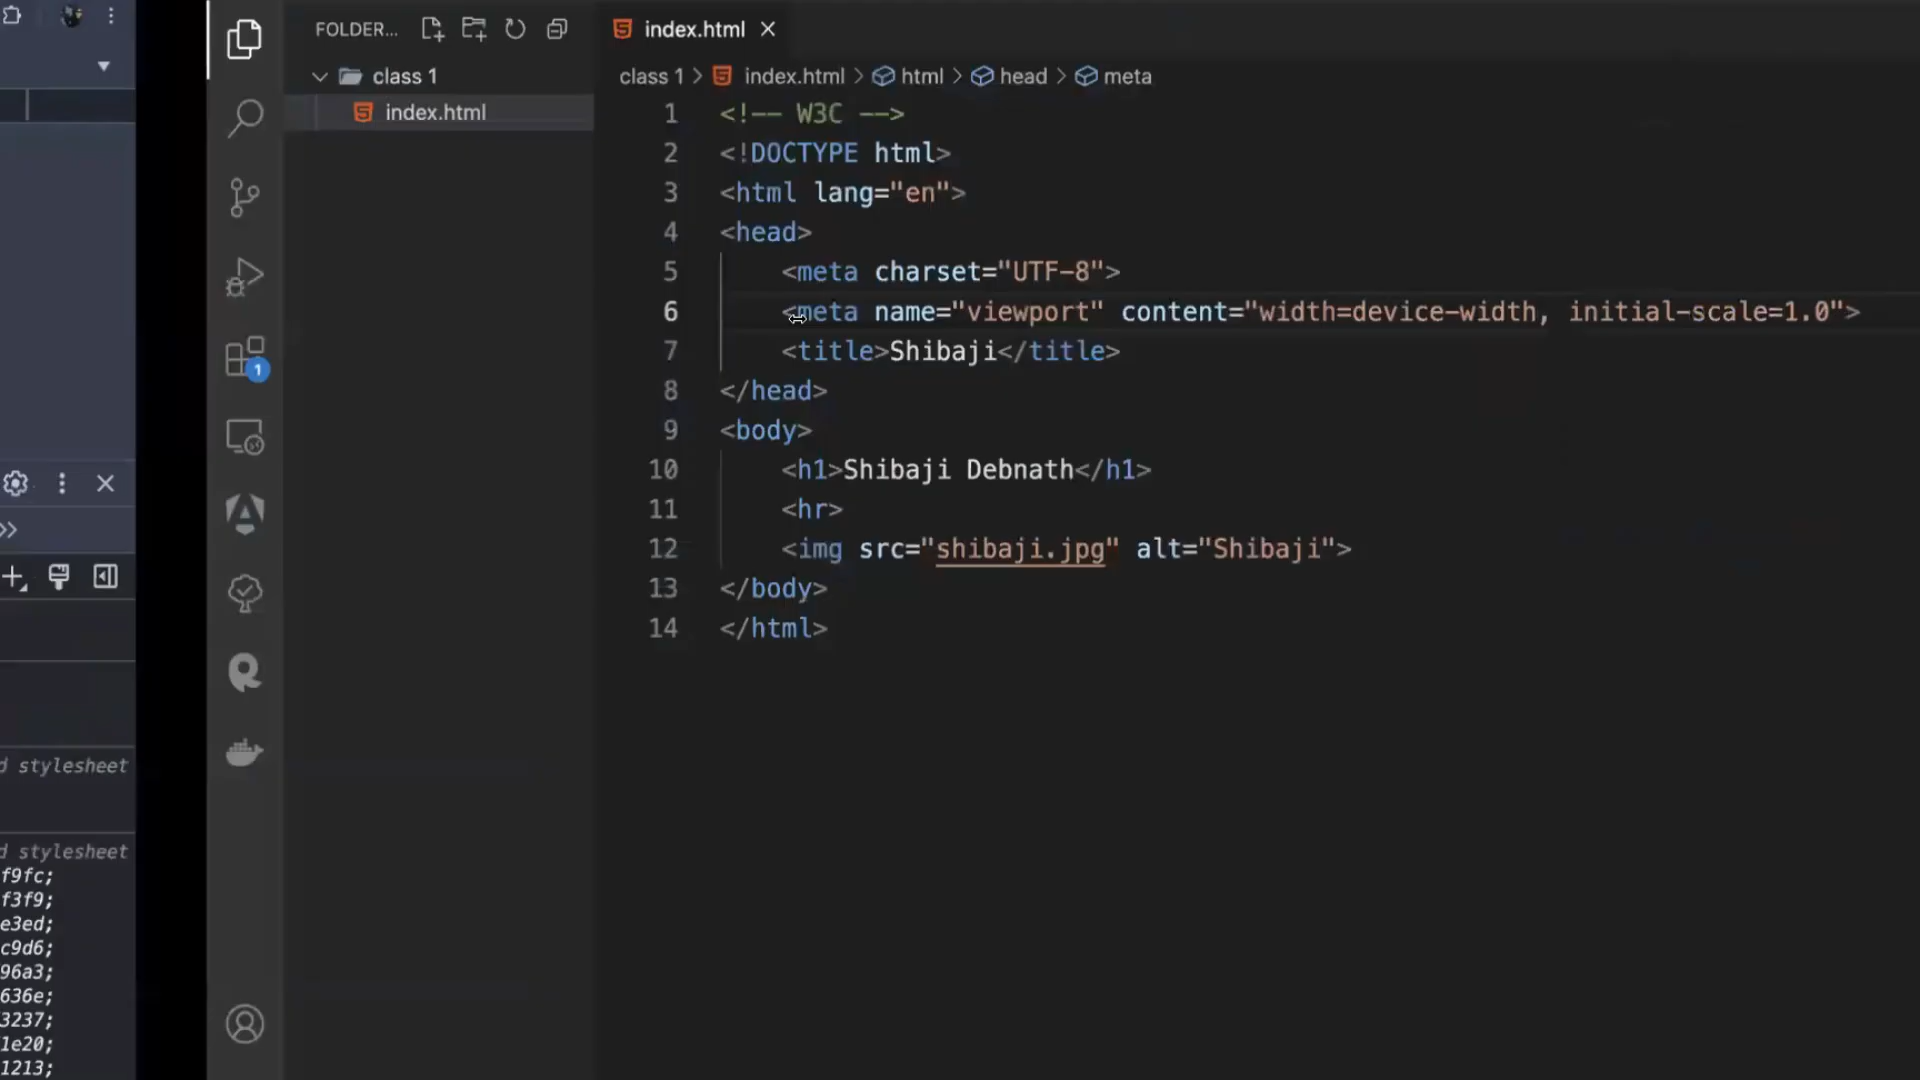 FOLDER...
class 1
index.html
index.html
class 1 > index.html > html > head > meta
1 <!-- W3C -->
2 <!DOCTYPE html>
3 <html lang="en">
4 <head>
5 <meta charset="UTF-8">
6 <meta name="viewport" content="width=device-width, initial-scale=1.0">
7 <title>Shibaji</title>
8 </head>
9 <body>
10 <h1>Shibaji Debnath</h1>
11 <hr>
12 <img src="shibaji.jpg" alt="Shibaji">
13 </body>
14 </html>
1
d stylesheet
d stylesheet
f9fc;
f3f9;
e3ed;
c9d6;
96a3;
636e;
3237;
1e20;
1213;